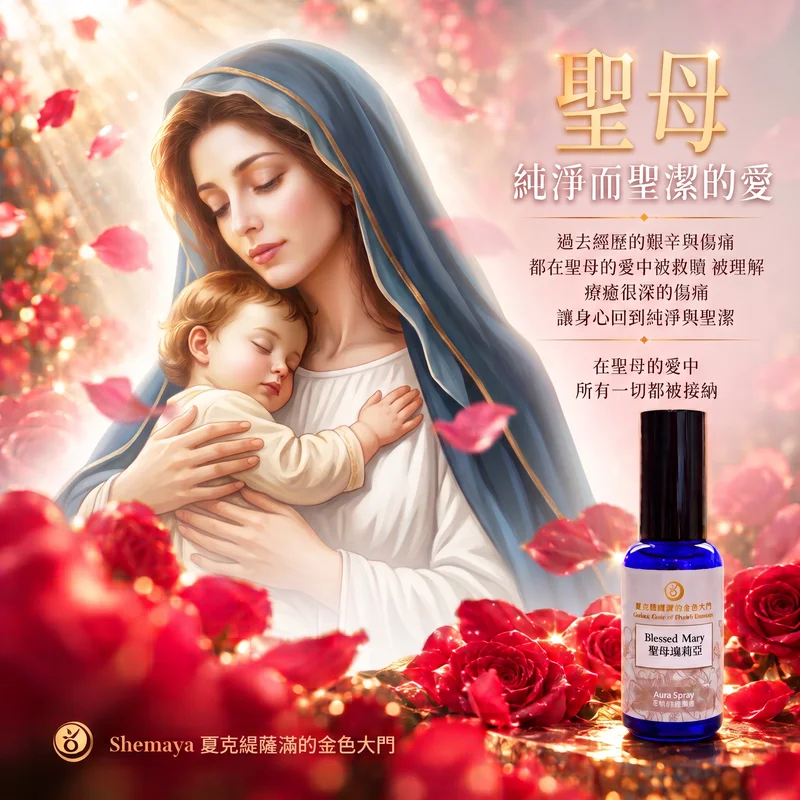 聖母
純淨而聖潔的愛
過去經歷的艱辛與傷痛
都在聖母的愛中被救贖 被理解
療癒很深的傷痛
讓身心回到純淨與聖潔
在聖母的愛中
所有一切都被接納
夏克緹薩滿的金色大門
Blessed Mary
聖母瑪莉亞
Aura Spray
Shemaya 夏克緹薩滿的金色大門